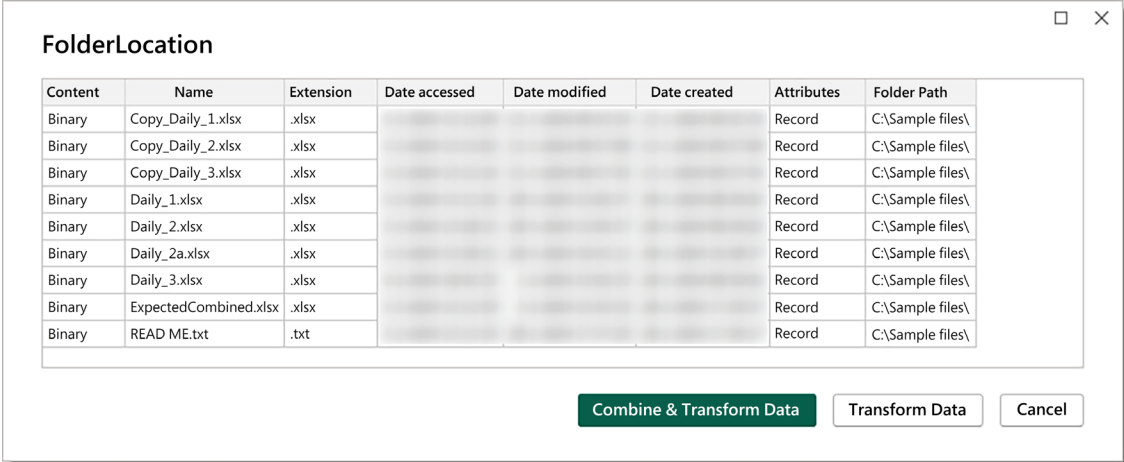 FolderLocation
Content Name Extension Date accessed Date modified Date created Attributes Folder Path
Binary Copy_Daily_1.xlsx .xlsx Record C:\Sample files\
Binary Copy_Daily_2.xlsx .xlsx Record C:\Sample files\
Binary Copy_Daily_3.xlsx .xlsx Record C:\Sample files\
Binary Daily_1.xlsx .xlsx Record C:\Sample files\
Binary Daily_2.xlsx .xlsx Record C:\Sample files\
Binary Daily_2a.xlsx .xlsx Record C:\Sample files\
Binary Daily_3.xlsx .xlsx Record C:\Sample files\
Binary ExpectedCombined.xlsx .xlsx Record C:\Sample files\
Binary READ ME.txt .txt Record C:\Sample files\
Combine & Transform Data Transform Data Cancel